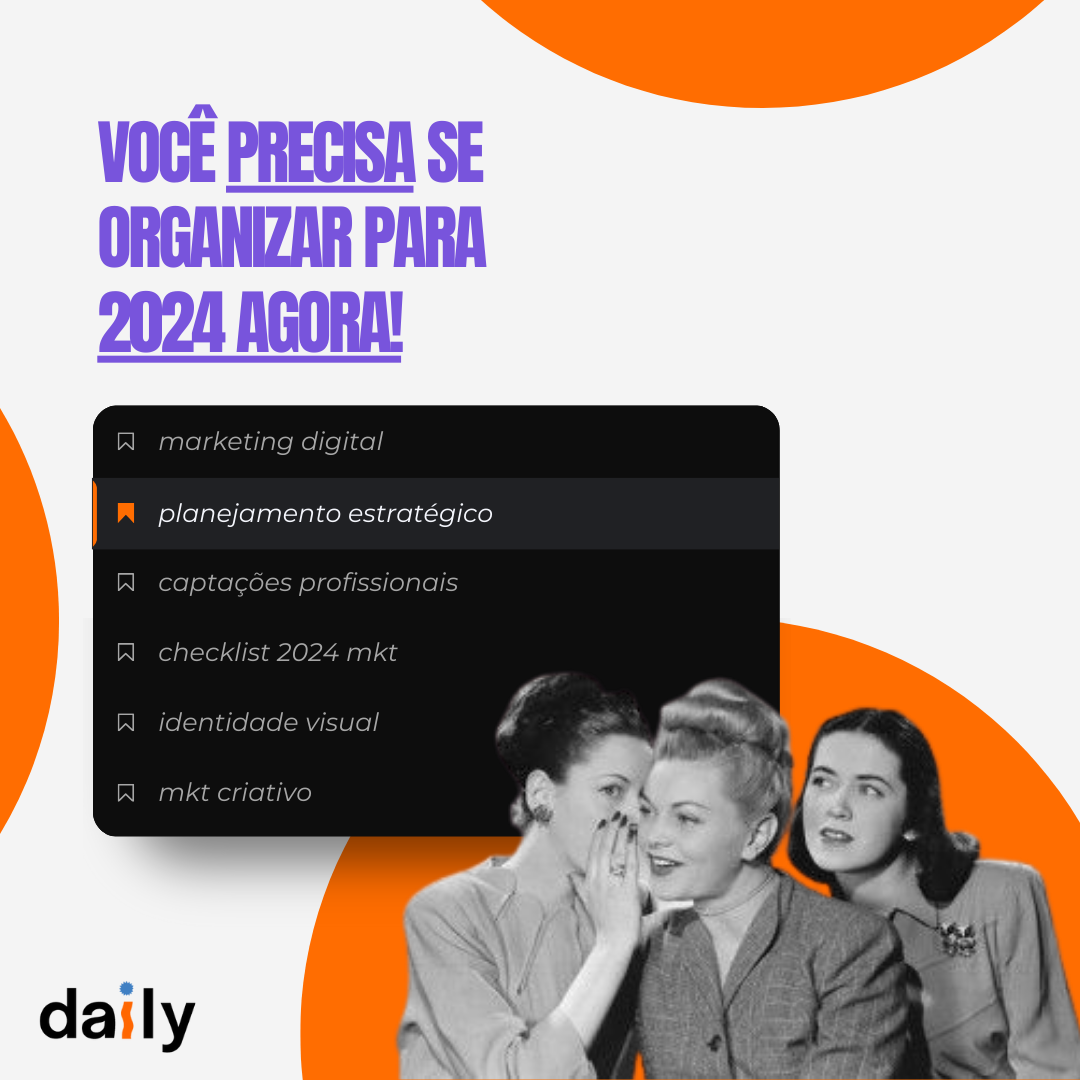 VOCÊ PRECISA SE
ORGANIZAR PARA
2024 AGORA!
marketing digital
planejamento estratégico
captações profissionais
checklist 2024 mkt
identidade visual
mkt criativo
daily